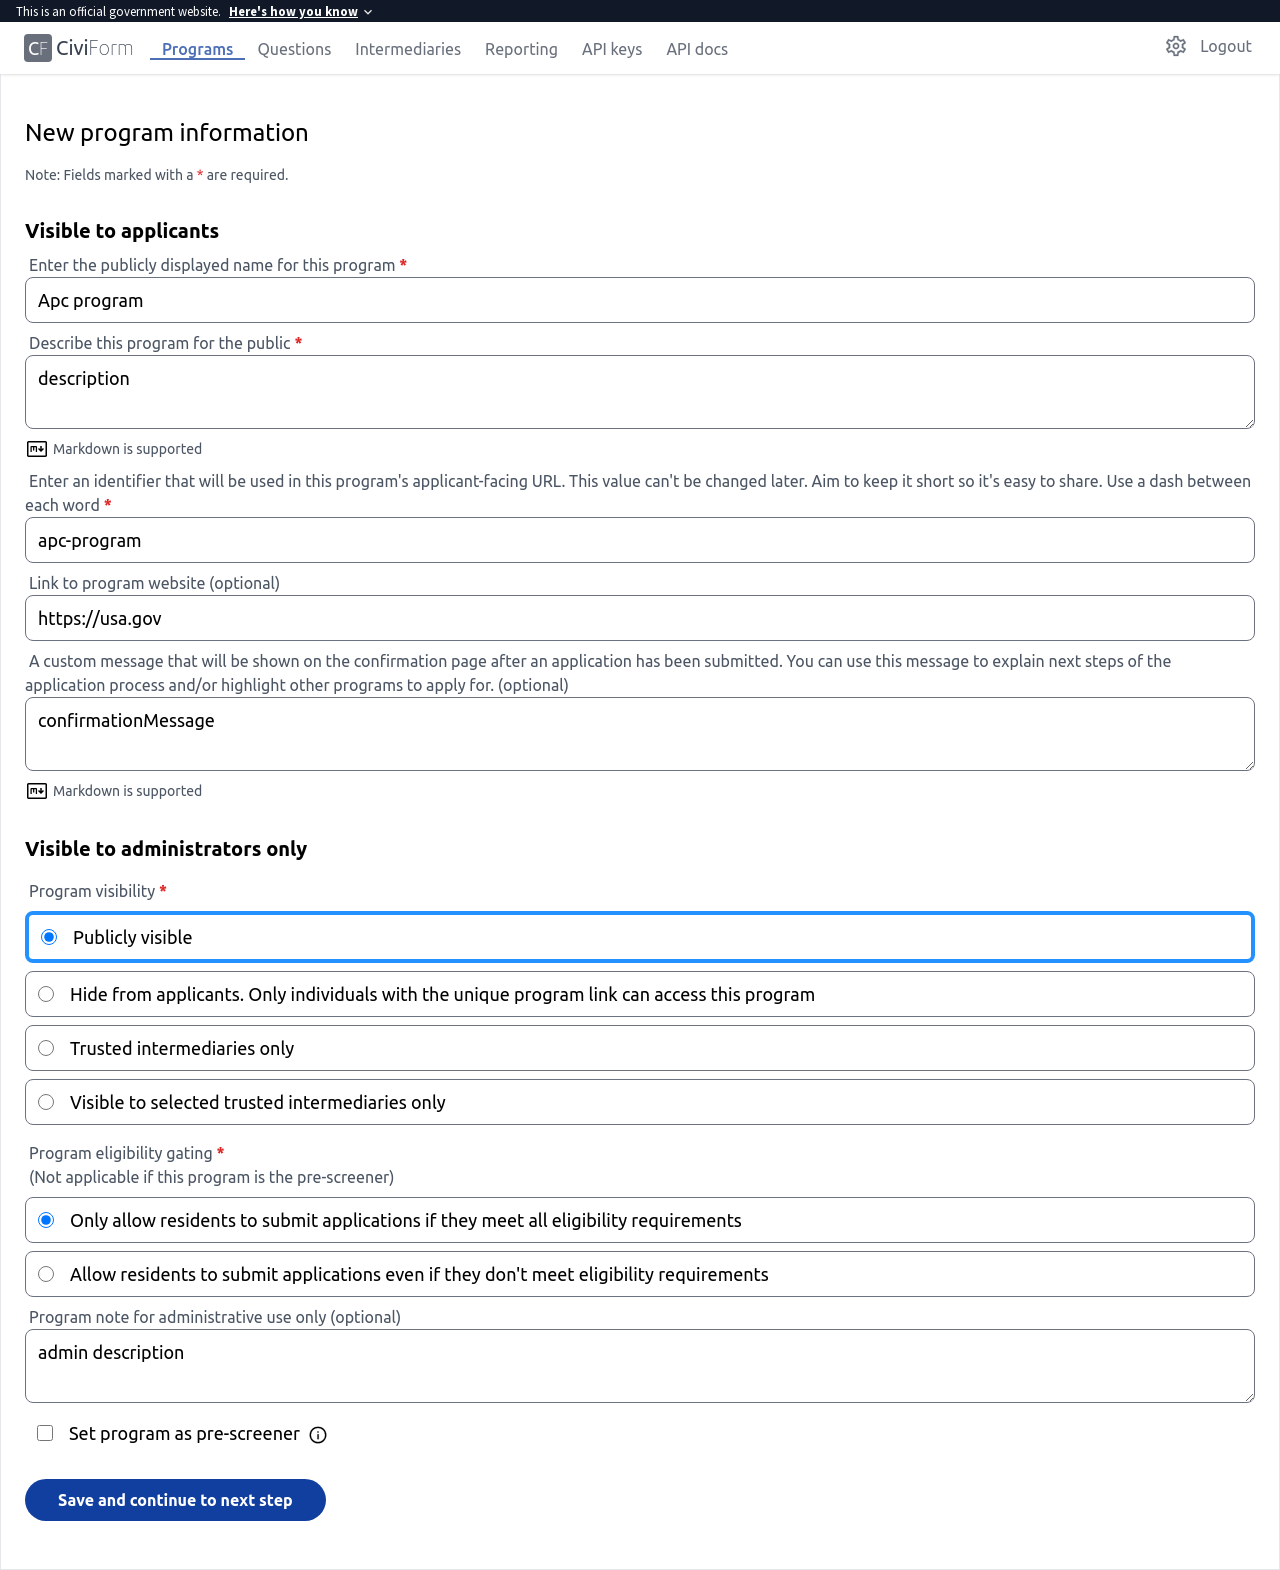 This is an official government website. Here's how you know
CF CiviForm Programs Questions Intermediaries Reporting API keys API docs Logout
New program information
Note: Fields marked with a * are required.
Visible to applicants
Enter the publicly displayed name for this program *
Apc program
Describe this program for the public *
description
Markdown is supported
Enter an identifier that will be used in this program's applicant-facing URL. This value can't be changed later. Aim to keep it short so it's easy to share. Use a dash between
each word *
apc-program
Link to program website (optional)
https://usa.gov
A custom message that will be shown on the confirmation page after an application has been submitted. You can use this message to explain next steps of the
application process and/or highlight other programs to apply for. (optional)
confirmationMessage
Markdown is supported
Visible to administrators only
Program visibility *
Publicly visible
Hide from applicants. Only individuals with the unique program link can access this program
Trusted intermediaries only
Visible to selected trusted intermediaries only
Program eligibility gating *
(Not applicable if this program is the pre-screener)
Only allow residents to submit applications if they meet all eligibility requirements
Allow residents to submit applications even if they don't meet eligibility requirements
Program note for administrative use only (optional)
admin description
Set program as pre-screener
Save and continue to next step